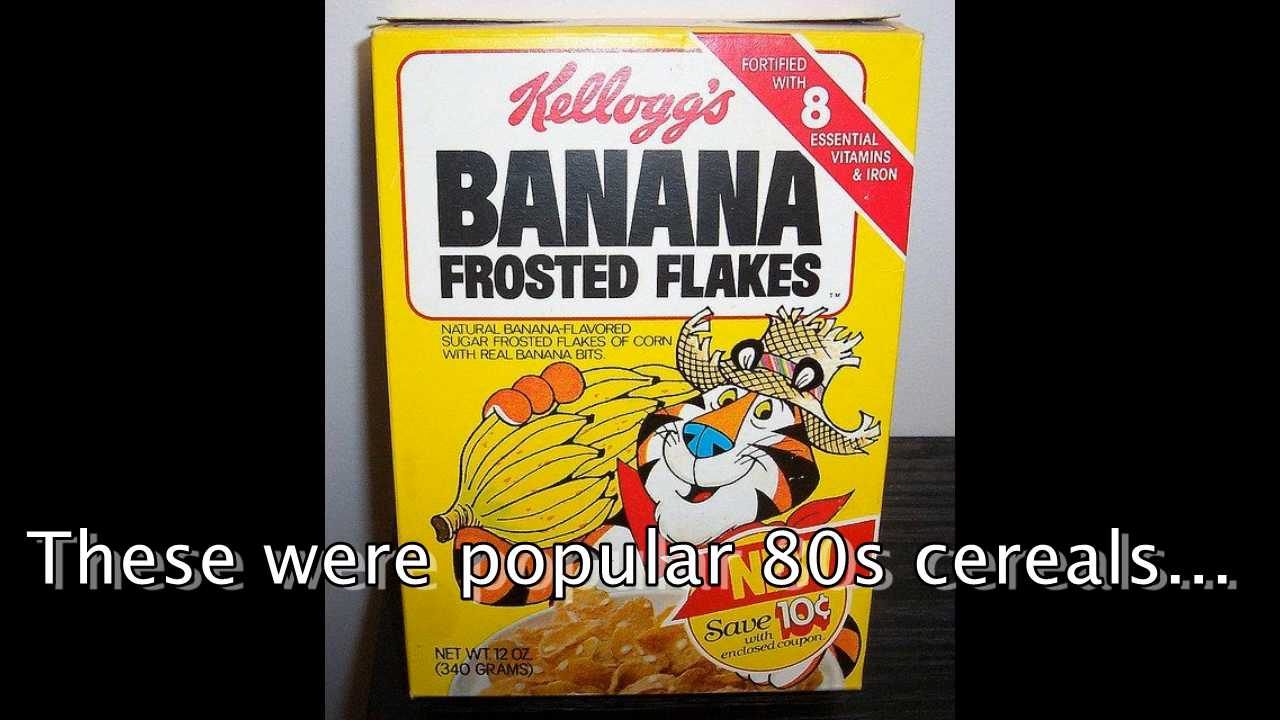 Kellogg's
BANANA
FROSTED FLAKES
TM
FORTIFIED
WITH
8
ESSENTIAL
VITAMINS
& IRON
NATURAL BANANA-FLAVORED
SUGAR FROSTED FLAKES OF CORN
WITH REAL BANANA BITS.
These were popular 80s cereals...
Save 10¢
with
enclosed coupon.
NET WT. 12 OZ.
(340 GRAMS)